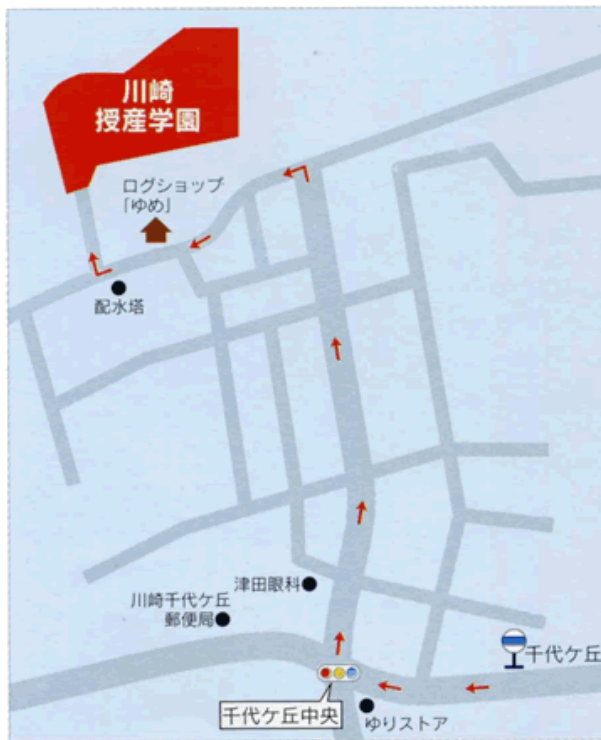 川崎
授産学園
ログショップ
「ゆめ」
配水塔
津田眼科
川崎千代ケ丘
郵便局
千代ケ丘
千代ケ丘中央
ゆりストア